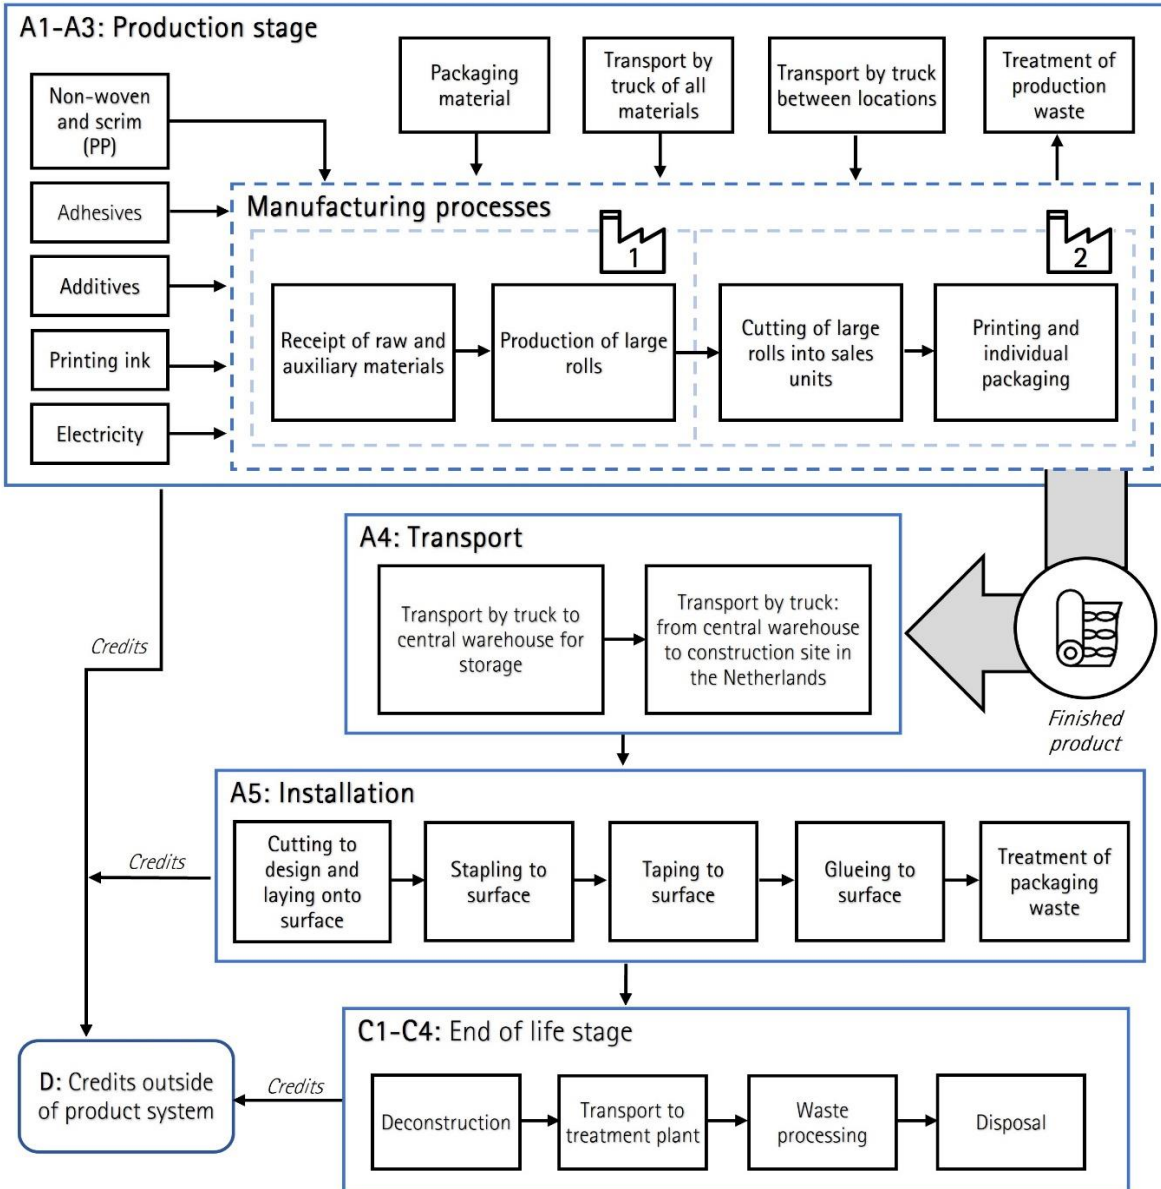 A1-A3: Production stage
Non-woven
and scrim
(PP)
Packaging
material
Transport by
truck of all
materials
Transport by truck
between locations
Treatment of
production
waste
Adhesives
Additives
Printing ink
Electricity
Manufacturing processes
1
2
Receipt of raw and
auxiliary materials
Production of large
rolls
Cutting of large
rolls into sales
units
Printing and
individual
packaging
A4: Transport
Transport by truck to
central warehouse for
storage
Transport by truck:
from central warehouse
to construction site in
the Netherlands
Finished
product
Credits
A5: Installation
Cutting to
design and
laying onto
surface
Stapling to
surface
Taping to
surface
Glueing to
surface
Treatment of
packaging
waste
Credits
C1-C4: End of life stage
Deconstruction
Transport to
treatment plant
Waste
processing
Disposal
Credits
D: Credits outside
of product system